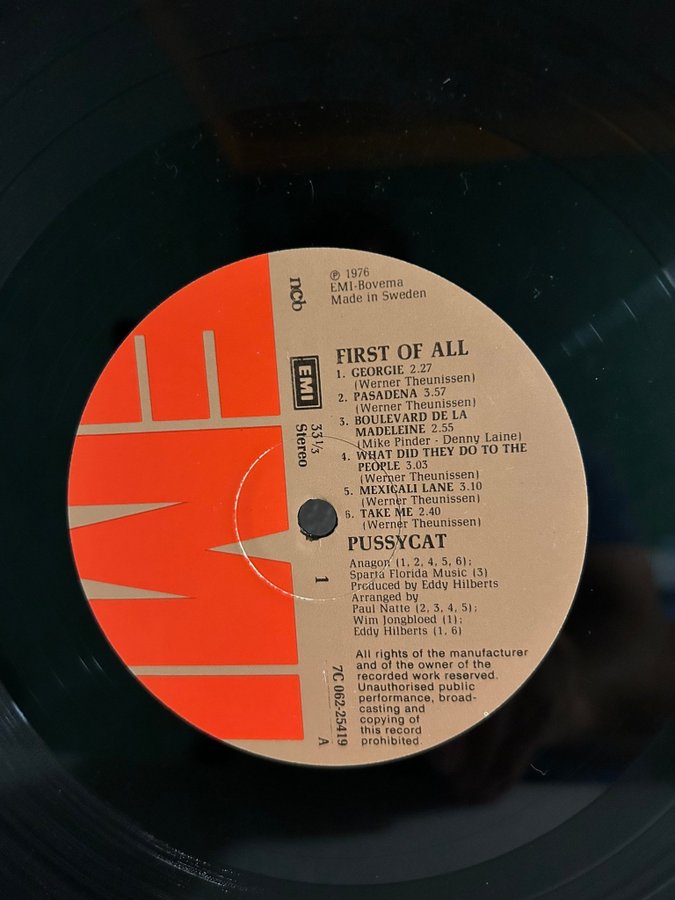 ℗ 1976
EMI-Bovema
Made in Sweden
ncb
EMI
33⅓
Stereo
FIRST OF ALL
1. GEORGIE 2.27
(Werner Theunissen)
2. PASADENA 3.57
(Werner Theunissen)
3. BOULEVARD DE LA
MADELEINE 2.55
(Mike Pinder - Denny Laine)
4. WHAT DID THEY DO TO THE
PEOPLE 3.03
(Werner Theunissen)
5. MEXICALI LANE 3.10
(Werner Theunissen)
6. TAKE ME 2.40
(Werner Theunissen)
PUSSYCAT
1
Anagon (1, 2, 4, 5, 6);
Sparta Florida Music (3)
Produced by Eddy Hilberts
Arranged by
Paul Natte (2, 3, 4, 5);
Wim Jongbloed (1);
Eddy Hilberts (1, 6)
All rights of the manufacturer
and of the owner of the
recorded work reserved.
Unauthorised public
performance, broad-
casting and
copying of
this record
prohibited.
7C 062-25419
A
EMI